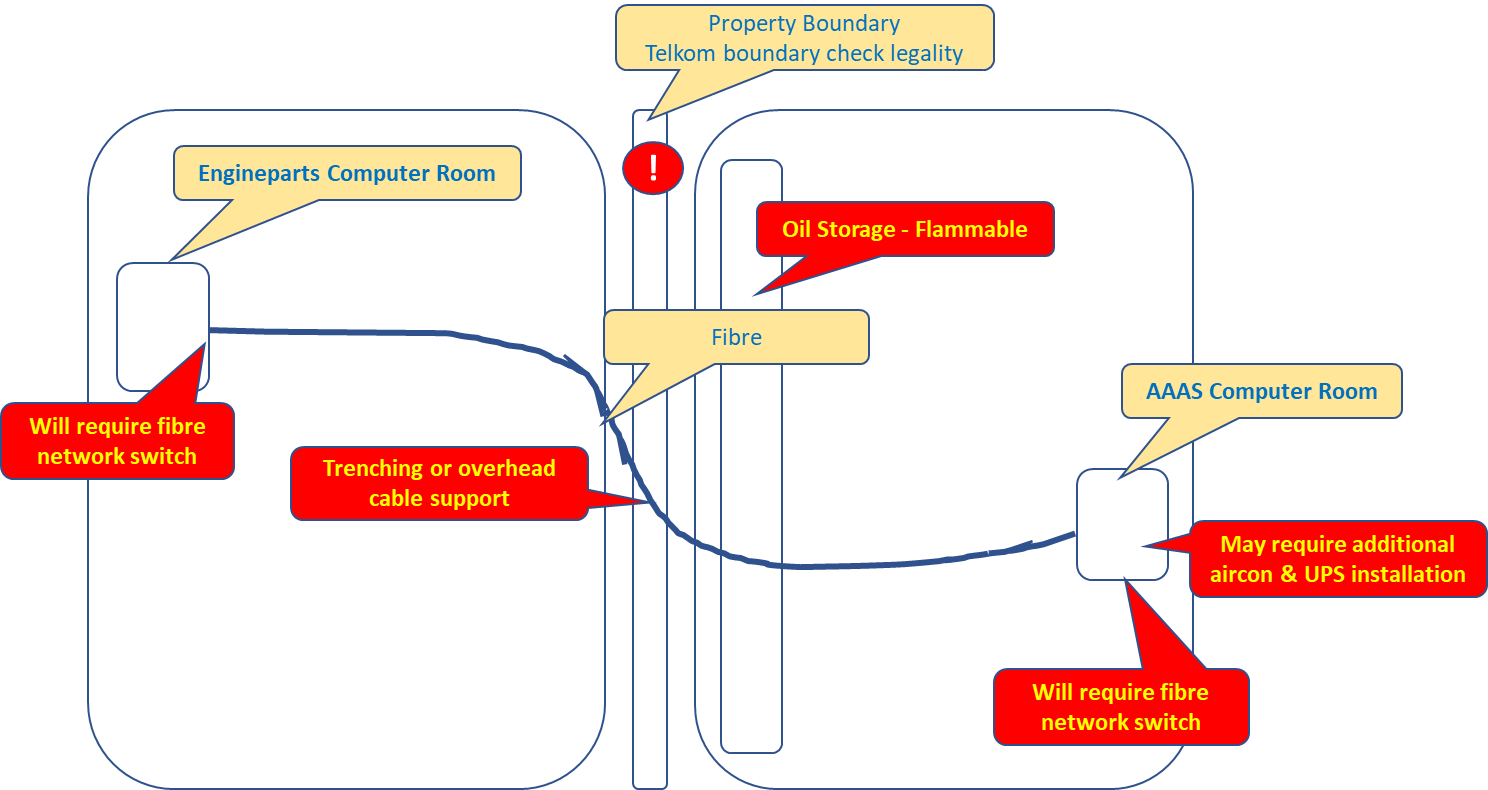 Property Boundary
Telkom boundary check legality
Engineparts Computer Room
!
Oil Storage - Flammable
Fibre
AAAS Computer Room
Will require fibre
network switch
Trenching or overhead
cable support
May require additional
aircon & UPS installation
Will require fibre
network switch